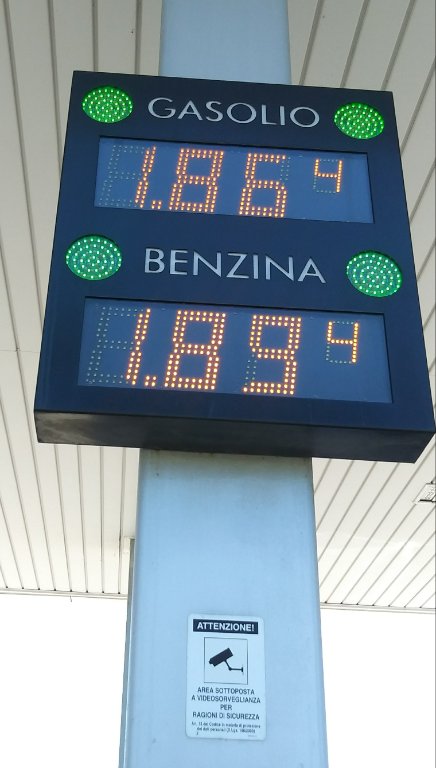 GASOLIO
1.864
BENZINA
1.894
ATTENZIONE!
AREA SOTTOPOSTA
A VIDEOSORVEGLIANZA
PER
RAGIONI DI SICUREZZA